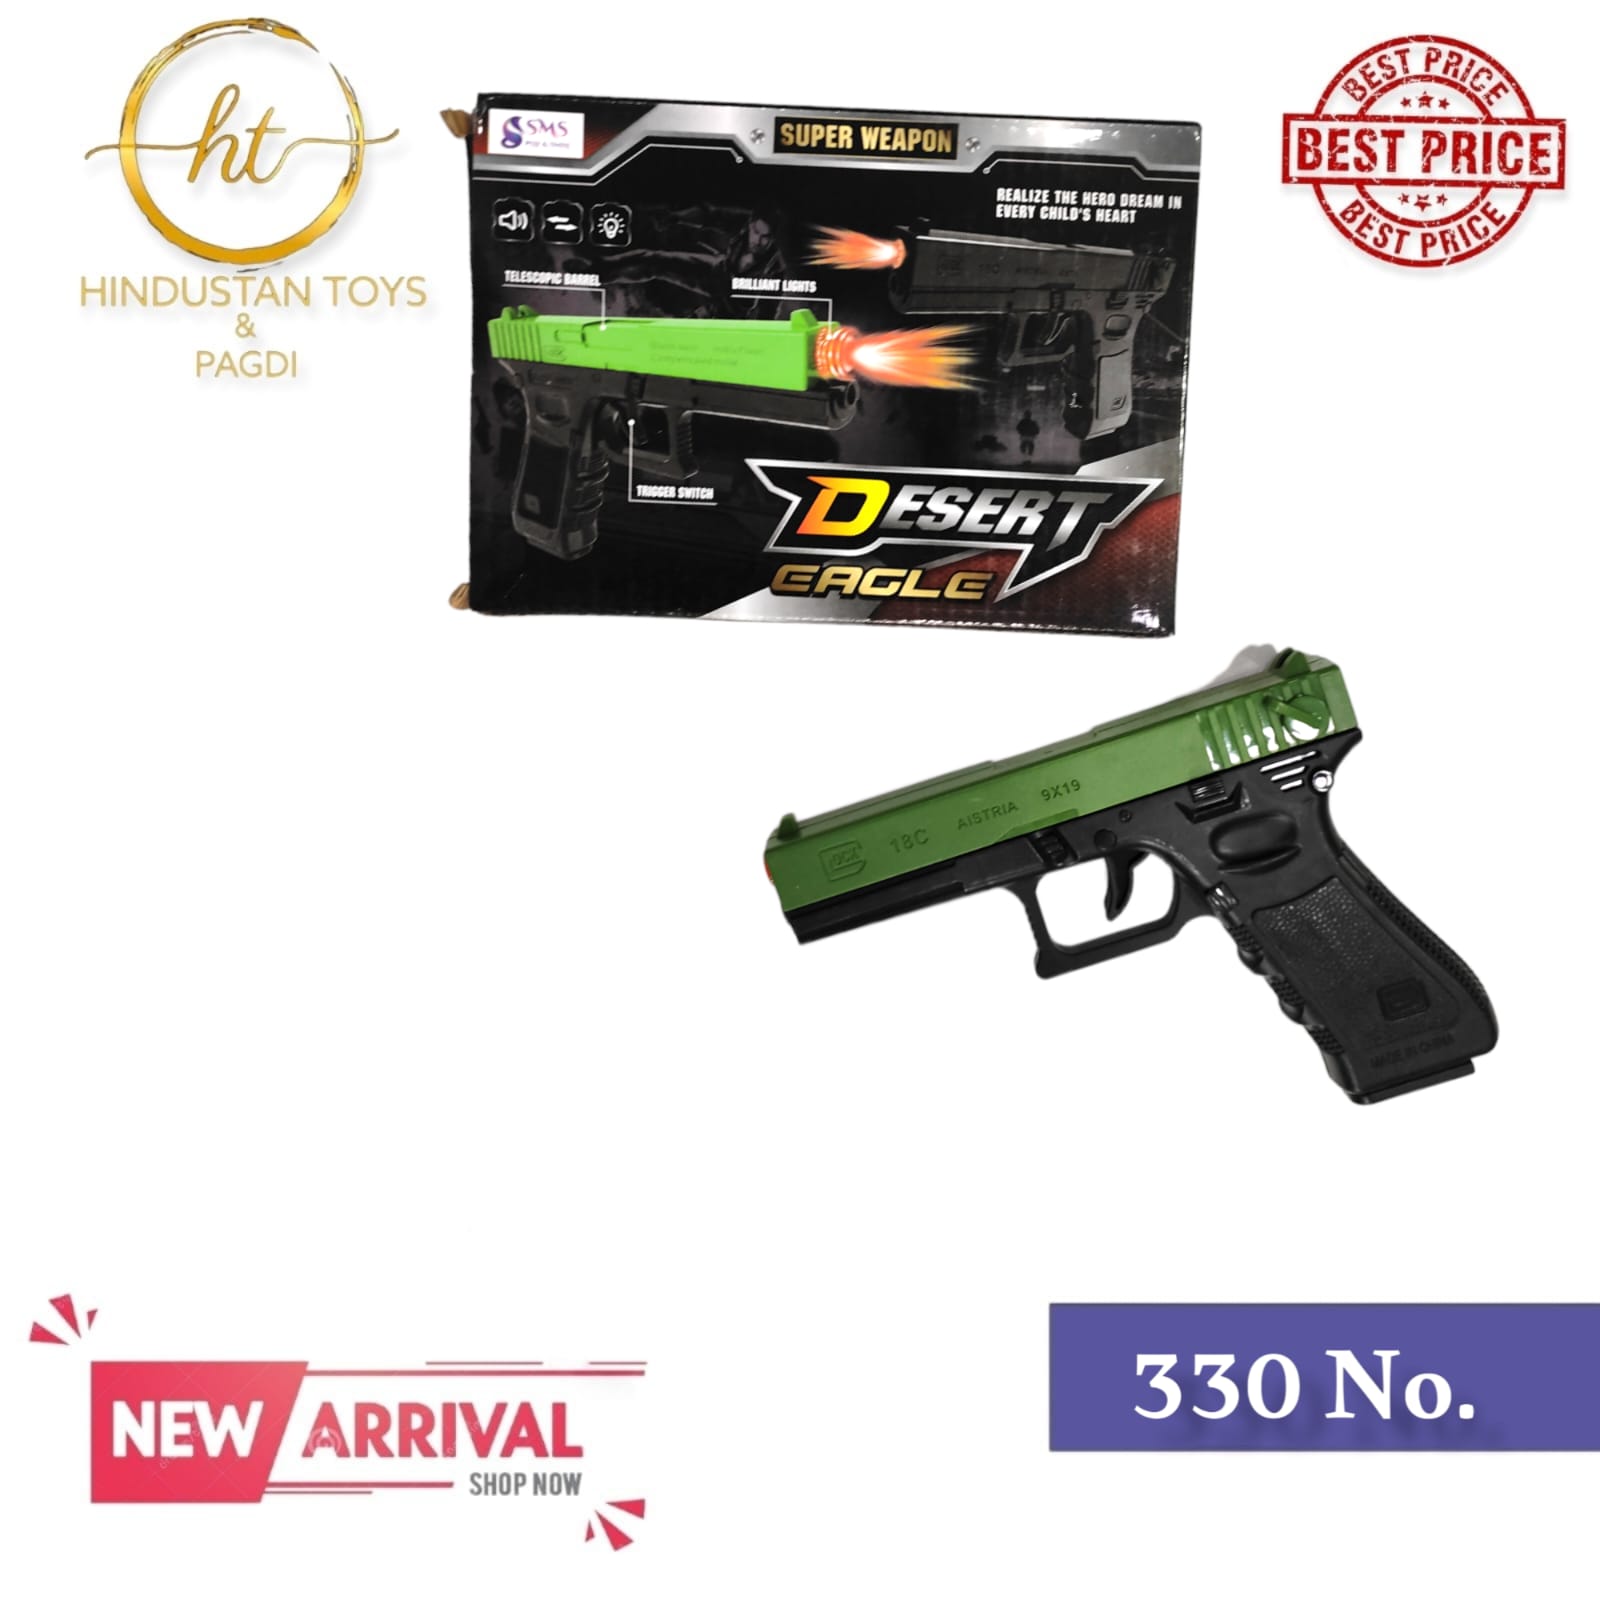 ht
HINDUSTAN TOYS
&
PAGDI
BEST PRICE
BEST PRICE
BEST PRICE
SMS
SUPER WEAPON
REALIZE THE HERO DREAM IN
EVERY CHILD'S HEART
TELESCOPIC BARREL
BRILLIANT LIGHTS
TRIGGER SWITCH
DESERT
EAGLE
GLOCK 18C AISTRIA 9X19
MADE IN CHINA
NEW ARRIVAL
SHOP NOW
330 No.